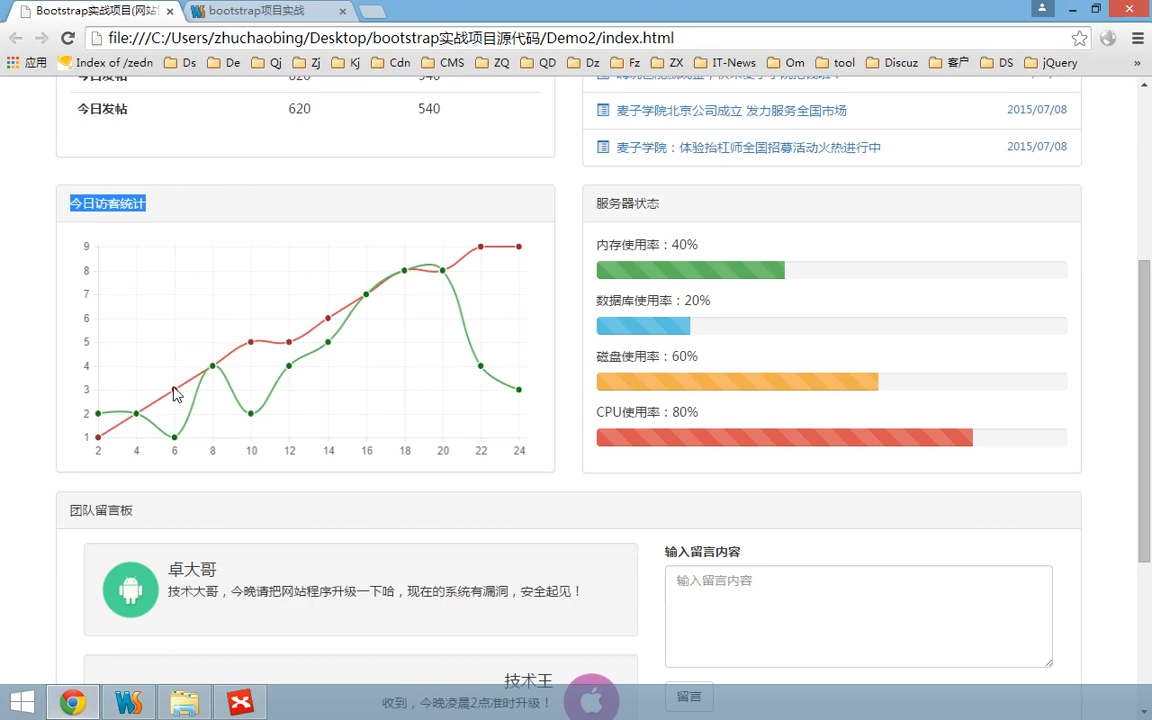 Bootstrap实战项目(网站
bootstrap项目实战
file:///C:/Users/zhuchaobing/Desktop/bootstrap实战项目源代码/Demo2/index.html
应用 Index of /zedn Ds De Qj Zj Kj Cdn CMS ZQ QD Dz Fz ZX IT-News Om Za Discuz 客户 DS tool jQuery »
今日发帖 620 540
今日发帖 620 540
麦子学院北京公司成立 发力服务全国市场 2015/07/08
麦子学院：体验抬杠师全国招募活动火热进行中 2015/07/08
今日访客统计
9
8
7
6
5
4
3
2
1
2 4 6 8 10 12 14 16 18 20 22 24
服务器状态
内存使用率：40%
数据库使用率：20%
磁盘使用率：60%
CPU使用率：80%
团队留言板
卓大哥
技术大哥，今晚请把网站程序升级一下哈，现在的系统有漏洞，安全起见！
技术王
收到，今晚凌晨2点准时升级！
输入留言内容
输入留言内容
留言